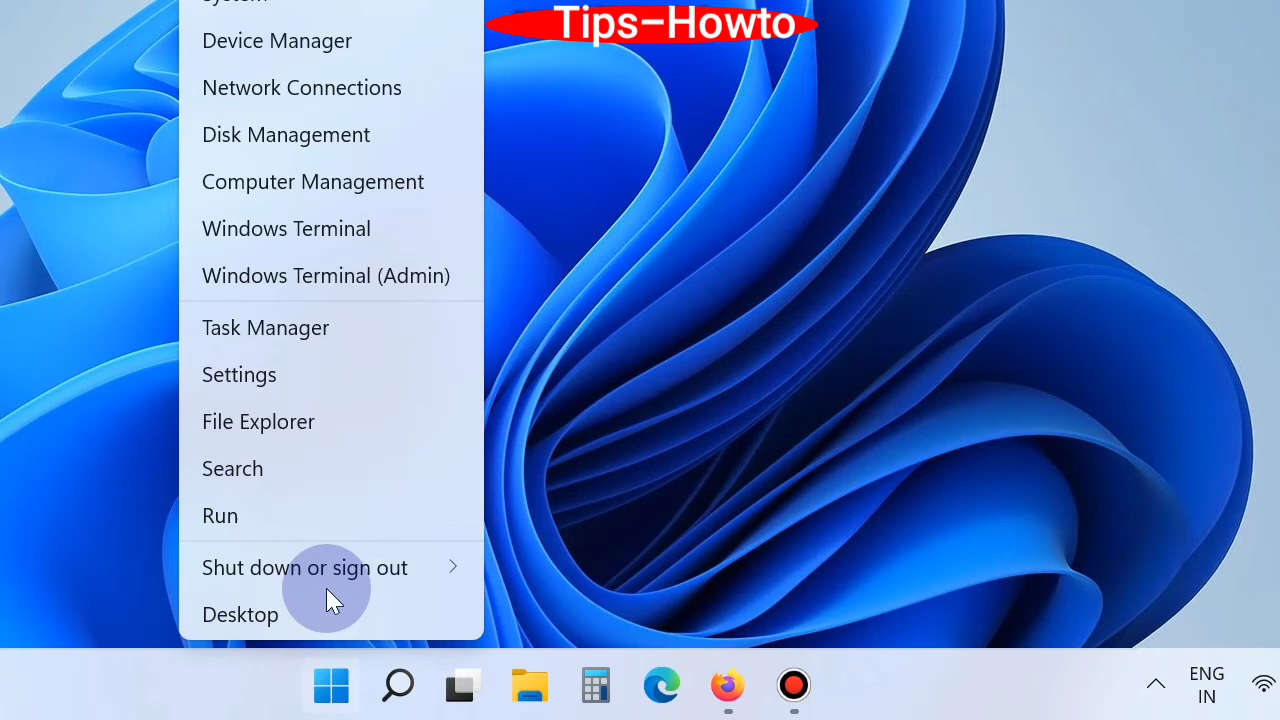 System
Tips-Howto
Device Manager
Network Connections
Disk Management
Computer Management
Windows Terminal
Windows Terminal (Admin)
Task Manager
Settings
File Explorer
Search
Run
Shut down or sign out
Desktop
ENG
IN